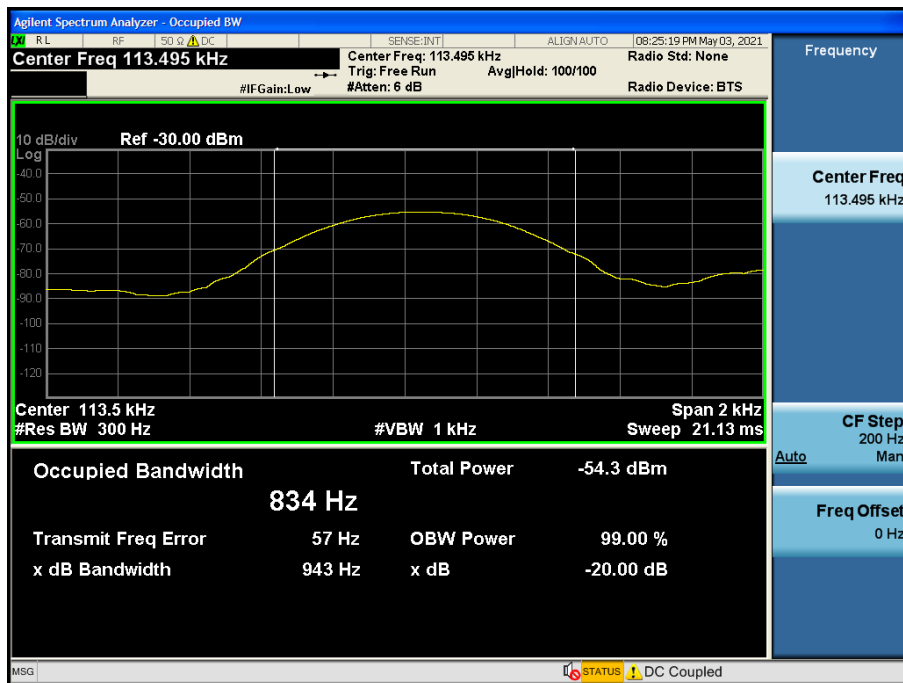 Agilent Spectrum Analyzer - Occupied BW
LXI RL RF 50 Ω DC SENSE:INT ALIGN AUTO 08:25:19 PM May 03, 2021
Center Freq 113.495 kHz
Center Freq: 113.495 kHz Radio Std: None
Trig: Free Run Avg|Hold: 100/100
#IFGain:Low #Atten: 6 dB Radio Device: BTS
10 dB/div Ref -30.00 dBm
Log
-40.0
-50.0
-60.0
-70.0
-80.0
-90.0
-100
-110
-120
Center 113.5 kHz Span 2 kHz
#Res BW 300 Hz #VBW 1 kHz Sweep 21.13 ms
Occupied Bandwidth Total Power -54.3 dBm
834 Hz
Transmit Freq Error 57 Hz OBW Power 99.00 %
x dB Bandwidth 943 Hz x dB -20.00 dB
Frequency
Center Freq
113.495 kHz
CF Step
200 Hz
Auto Man
Freq Offset
0 Hz
MSG STATUS DC Coupled